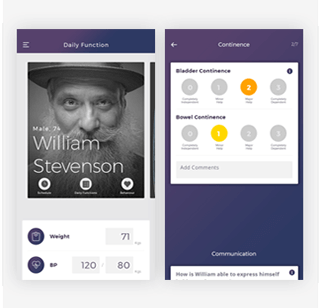 Daily Function
Male, 74
William
Stevenson
Schedule
Daily Functions
Behaviour
Weight
71
Kgs
BP
120 / 80
Continence
Bladder Continence
0
1
2
3
Completely Independent
Minor Help
Major Help
Completely Dependent
Bowel Continence
0
1
2
3
Completely Independent
Minor Help
Major Help
Completely Dependent
Add Comments
Communication
How is William able to express himself